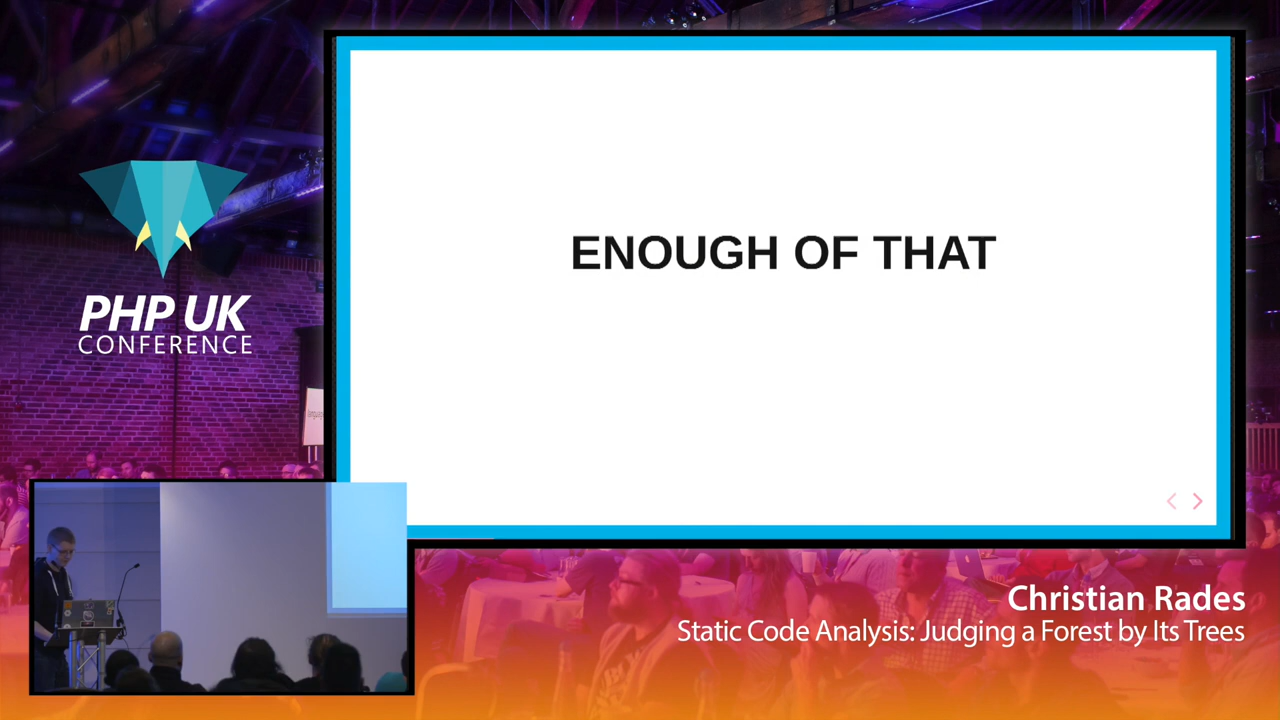 ENOUGH OF THAT
PHP UK
CONFERENCE
Christian Rades
Static Code Analysis: Judging a Forest by Its Trees